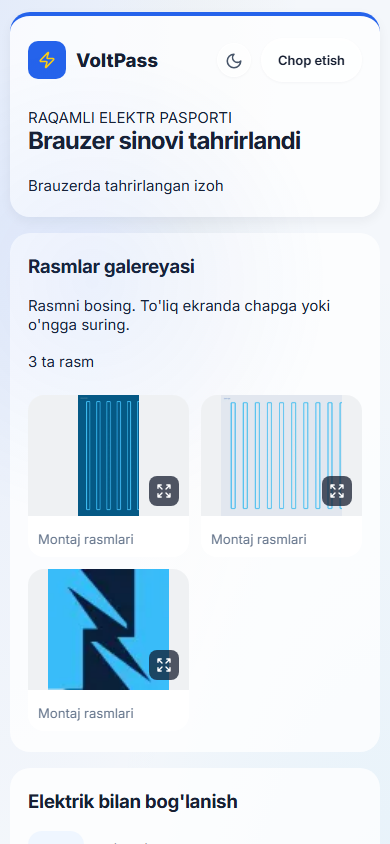 VoltPass
Chop etish
RAQAMLI ELEKTR PASPORTI
Brauzer sinovi tahrirlandi
Brauzerda tahrirlangan izoh
Rasmlar galereyasi
Rasmni bosing. To'liq ekranda chapga yoki
o'ngga suring.
3 ta rasm
Montaj rasmlari
Montaj rasmlari
Montaj rasmlari
Elektrik bilan bog'lanish